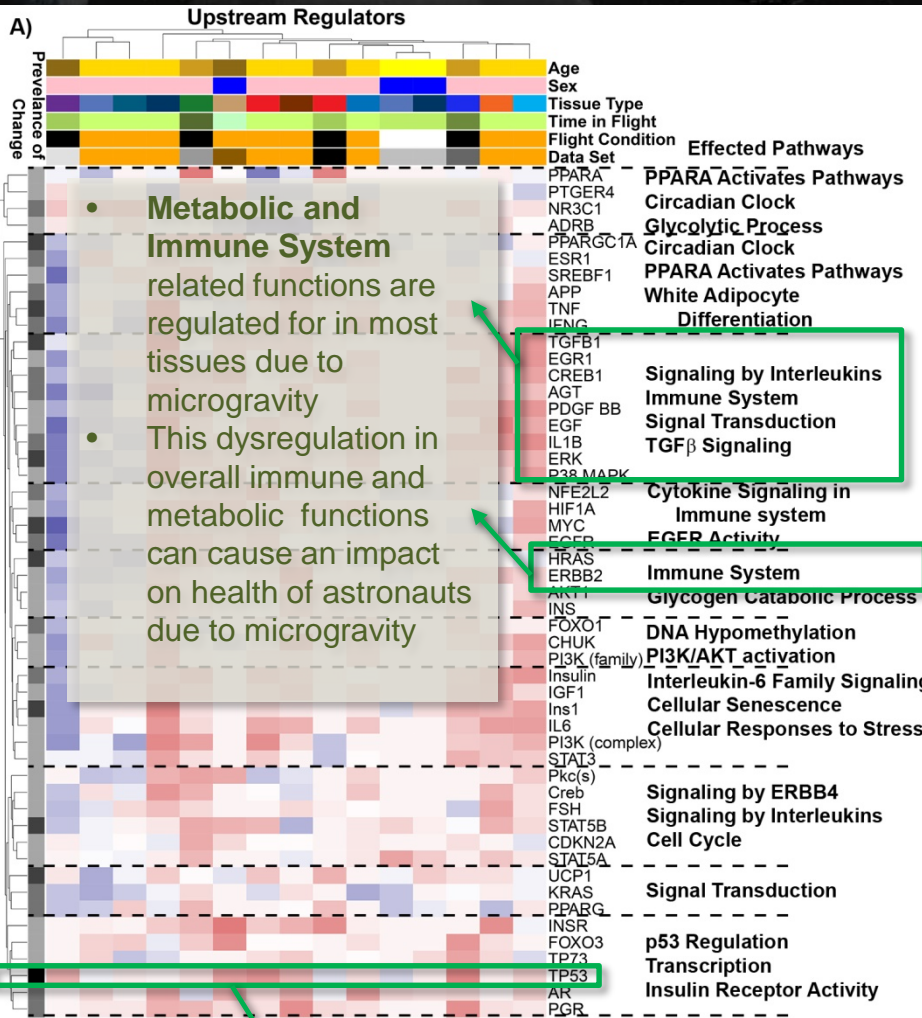 A)
Upstream Regulators
Prevelance of
Change
Age
Sex
Tissue Type
Time in Flight
Flight Condition
Data Set
Effected Pathways
PPARA
PTGER4
NR3C1
ADRB
PPARA Activates Pathways
Circadian Clock
Glycolytic Process
PPARGC1A
ESR1
SREBF1
APP
TNF
IFNG
Circadian Clock
PPARA Activates Pathways
White Adipocyte
Differentiation
TGFB1
EGR1
CREB1
AGT
PDGF BB
EGF
IL1B
ERK
P38 MAPK
Signaling by Interleukins
Immune System
Signal Transduction
TGFβ Signaling
NFE2L2
HIF1A
MYC
EGFR
Cytokine Signaling in
Immune system
EGFR Activity
HRAS
ERBB2
AKT1
INS
Immune System
Glycogen Catabolic Process
FOXO1
CHUK
PI3K (family)
DNA Hypomethylation
PI3K/AKT activation
Insulin
IGF1
Ins1
IL6
PI3K (complex)
STAT3
Interleukin-6 Family Signaling
Cellular Senescence
Cellular Responses to Stress
Pkc(s)
Creb
FSH
STAT5B
CDKN2A
STAT5A
Signaling by ERBB4
Signaling by Interleukins
Cell Cycle
UCP1
KRAS
PPARG
Signal Transduction
INSR
FOXO3
TP73
TP53
AR
PGR
p53 Regulation
Transcription
Insulin Receptor Activity
• Metabolic and
Immune System
related functions are
regulated for in most
tissues due to
microgravity
• This dysregulation in
overall immune and
metabolic functions
can cause an impact
on health of astronauts
due to microgravity